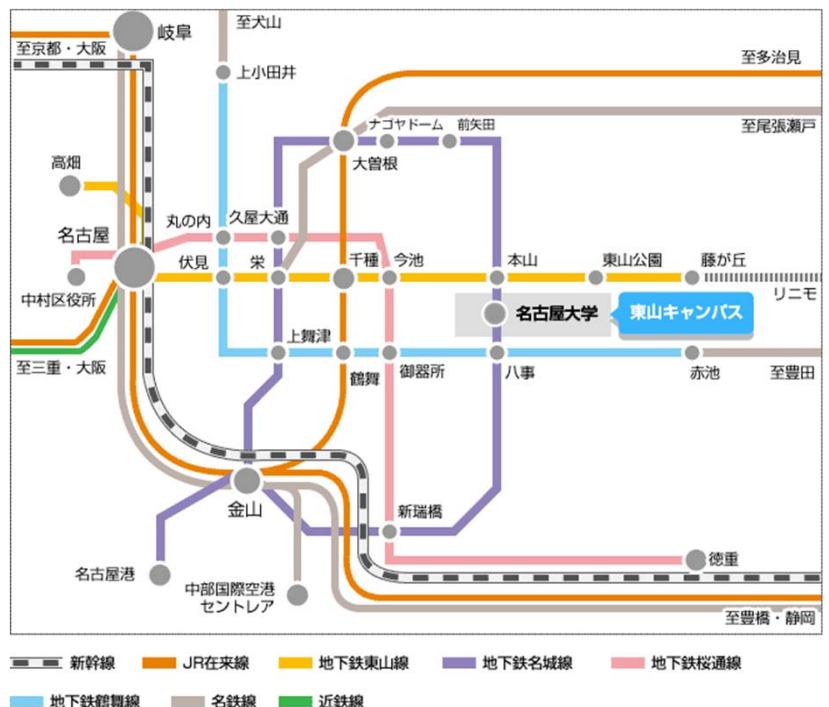 至犬山
岐阜
至京都・大阪
上小田井
至多治見
ナゴヤドーム
前矢田
至尾張瀬戸
大曽根
高畑
丸の内
久屋大通
名古屋
伏見
栄
千種
今池
本山
東山公園
藤が丘
中村区役所
リニモ
名古屋大学
東山キャンパス
上舞津
至三重・大阪
鶴舞
御器所
八事
赤池
至豊田
金山
新瑞橋
名古屋港
中部国際空港
セントレア
徳重
至豊橋・静岡
新幹線
JR在来線
地下鉄東山線
地下鉄名城線
地下鉄桜通線
地下鉄鶴舞線
名鉄線
近鉄線